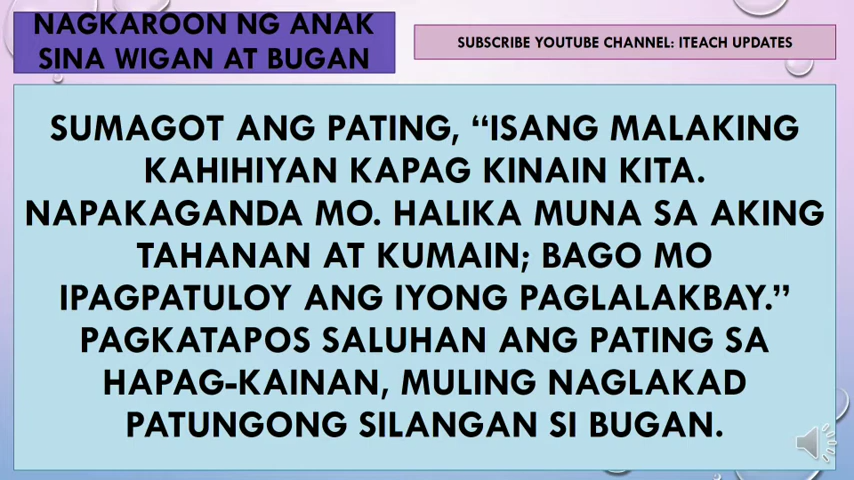 NAGKAROON NG ANAK
SINA WIGAN AT BUGAN
SUBSCRIBE YOUTUBE CHANNEL: ITEACH UPDATES
SUMAGOT ANG PATING, “ISANG MALAKING
KAHIHIYAN KAPAG KINAIN KITA.
NAPAKAGANDA MO. HALIKA MUNA SA AKING
TAHANAN AT KUMAIN; BAGO MO
IPAGPATULOY ANG IYONG PAGLALAKBAY.”
PAGKATAPOS SALUHAN ANG PATING SA
HAPAG-KAINAN, MULING NAGLAKAD
PATUNGONG SILANGAN SI BUGAN.